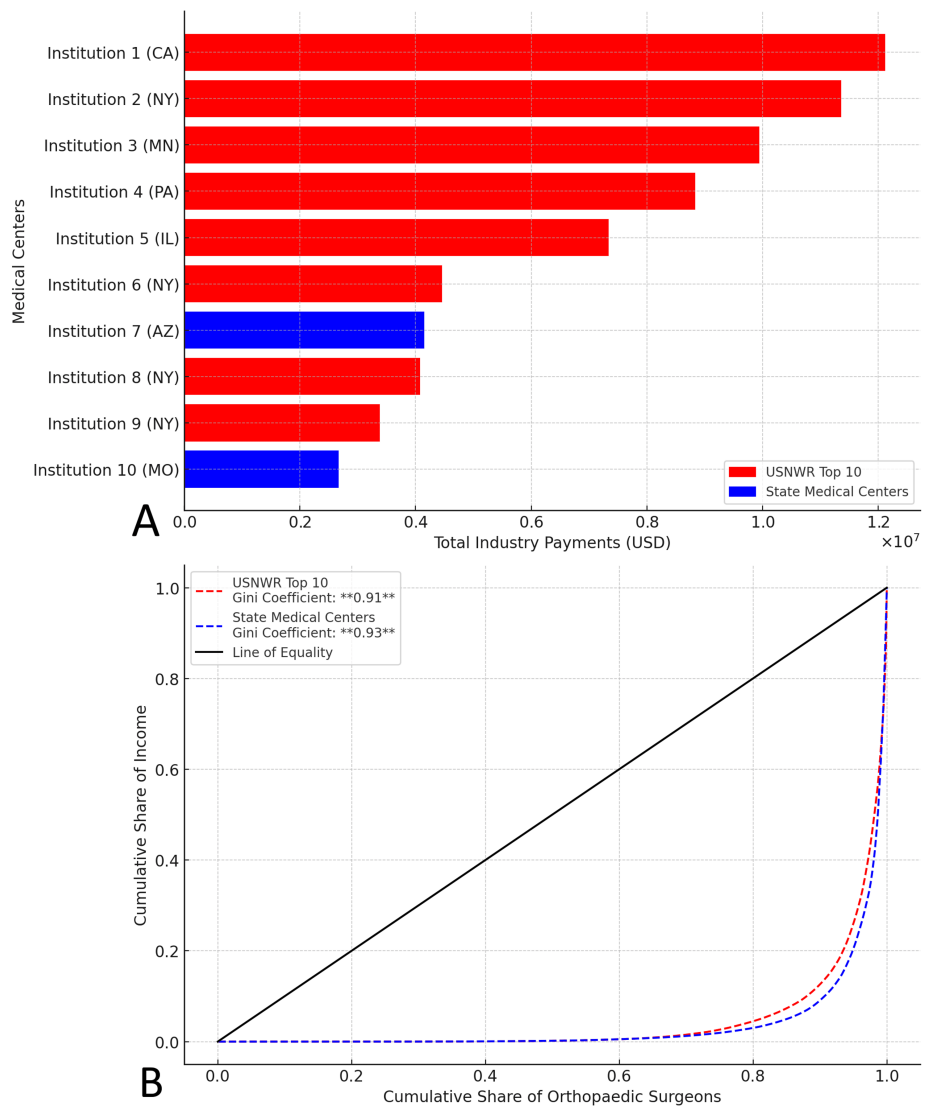 Institution 1 (CA)
Institution 2 (NY)
Institution 3 (MN)
Institution 4 (PA)
Institution 5 (IL)
Institution 6 (NY)
Institution 7 (AZ)
Institution 8 (NY)
Institution 9 (NY)
Institution 10 (MO)
Medical Centers
USNWR Top 10
State Medical Centers
A
0.0 0.2 0.4 0.6 0.8 1.0 1.2
Total Industry Payments (USD)
×10⁷
USNWR Top 10
Gini Coefficient: **0.91**
State Medical Centers
Gini Coefficient: **0.93**
Line of Equality
1.0
0.8
0.6
0.4
0.2
0.0
Cumulative Share of Income
B
0.0 0.2 0.4 0.6 0.8 1.0
Cumulative Share of Orthopaedic Surgeons